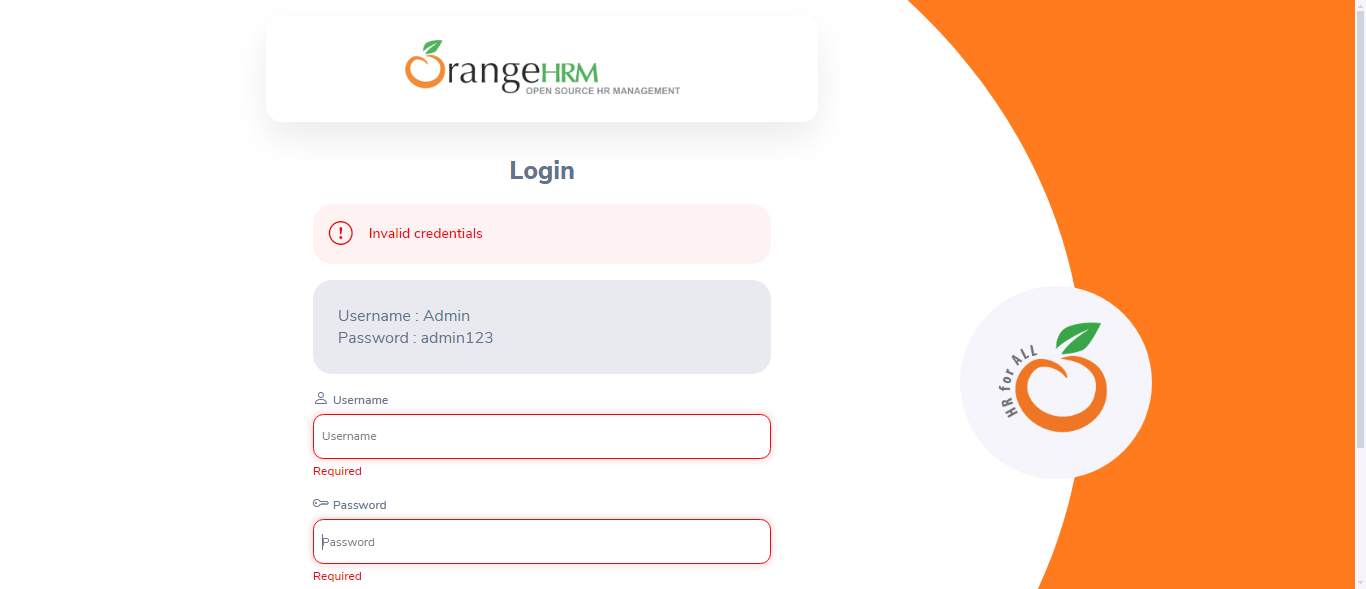 OrangeHRM
OPEN SOURCE HR MANAGEMENT
Login
Invalid credentials
Username : Admin
Password : admin123
Username
Username
Required
Password
Password
Required
HR for ALL